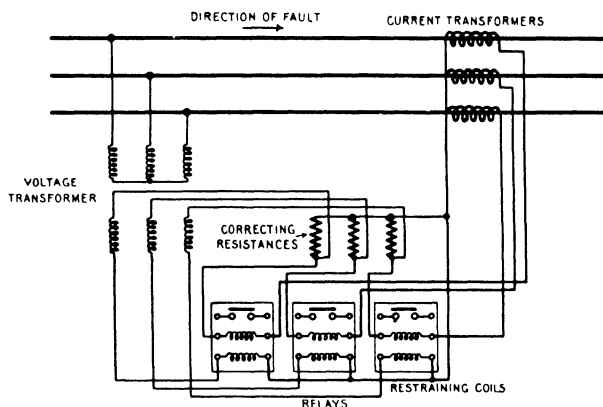 DIRECTION OF FAULT
CURRENT TRANSFORMERS
VOLTAGE
TRANSFORMER
CORRECTING
RESISTANCES
RESTRAINING COILS
RELAYS